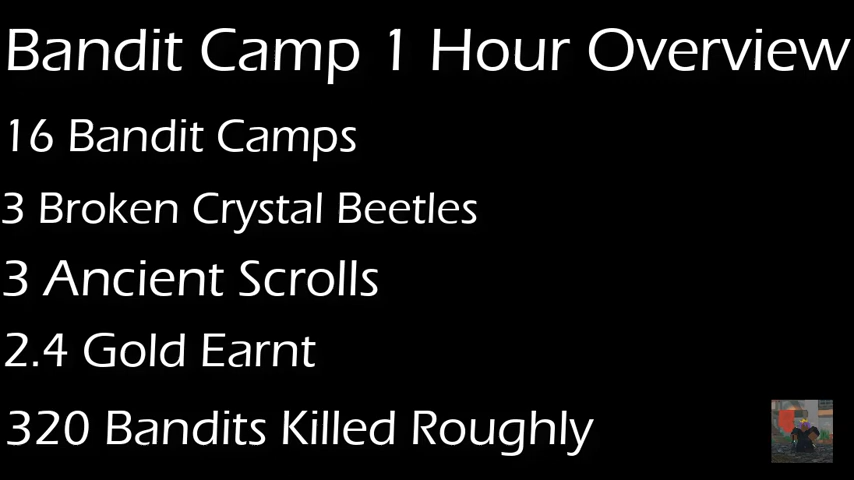 Bandit Camp 1 Hour Overview
16 Bandit Camps
3 Broken Crystal Beetles
3 Ancient Scrolls
2.4 Gold Earnt
320 Bandits Killed Roughly